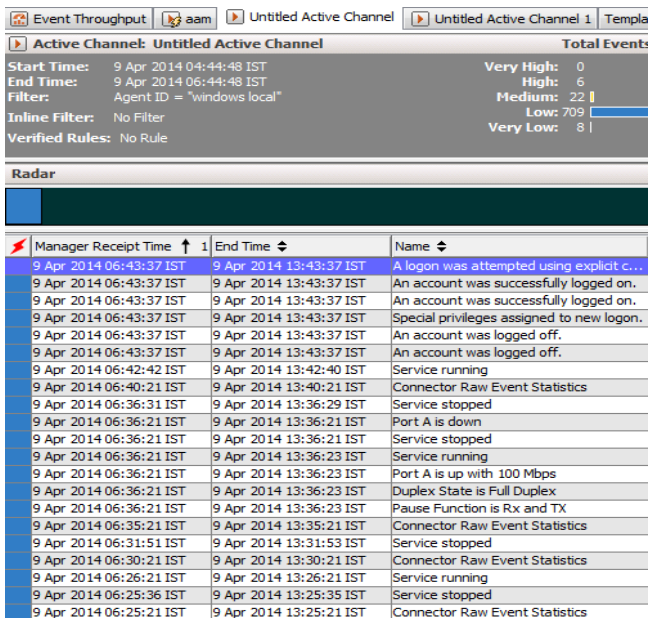 Event Throughput aam Untitled Active Channel Untitled Active Channel 1 Templa
Active Channel: Untitled Active Channel Total Events
Start Time: 9 Apr 2014 04:44:48 IST Very High: 0
End Time: 9 Apr 2014 06:44:48 IST High: 6
Filter: Agent ID = "windows local" Medium: 22
Inline Filter: No Filter Low: 709
Verified Rules: No Rule Very Low: 8
Radar
Manager Receipt Time 1 End Time Name
9 Apr 2014 06:43:37 IST 9 Apr 2014 13:43:37 IST A logon was attempted using explicit c...
9 Apr 2014 06:43:37 IST 9 Apr 2014 13:43:37 IST An account was successfully logged on.
9 Apr 2014 06:43:37 IST 9 Apr 2014 13:43:37 IST An account was successfully logged on.
9 Apr 2014 06:43:37 IST 9 Apr 2014 13:43:37 IST Special privileges assigned to new logon.
9 Apr 2014 06:43:37 IST 9 Apr 2014 13:43:37 IST An account was logged off.
9 Apr 2014 06:43:37 IST 9 Apr 2014 13:43:37 IST An account was logged off.
9 Apr 2014 06:42:42 IST 9 Apr 2014 13:42:40 IST Service running
9 Apr 2014 06:40:21 IST 9 Apr 2014 13:40:21 IST Connector Raw Event Statistics
9 Apr 2014 06:36:31 IST 9 Apr 2014 13:36:29 IST Service stopped
9 Apr 2014 06:36:21 IST 9 Apr 2014 13:36:21 IST Port A is down
9 Apr 2014 06:36:21 IST 9 Apr 2014 13:36:21 IST Service stopped
9 Apr 2014 06:36:21 IST 9 Apr 2014 13:36:23 IST Service running
9 Apr 2014 06:36:21 IST 9 Apr 2014 13:36:23 IST Port A is up with 100 Mbps
9 Apr 2014 06:36:21 IST 9 Apr 2014 13:36:23 IST Duplex State is Full Duplex
9 Apr 2014 06:36:21 IST 9 Apr 2014 13:36:23 IST Pause Function is Rx and TX
9 Apr 2014 06:35:21 IST 9 Apr 2014 13:35:21 IST Connector Raw Event Statistics
9 Apr 2014 06:31:51 IST 9 Apr 2014 13:31:53 IST Service stopped
9 Apr 2014 06:30:21 IST 9 Apr 2014 13:30:21 IST Connector Raw Event Statistics
9 Apr 2014 06:26:21 IST 9 Apr 2014 13:26:21 IST Service running
9 Apr 2014 06:25:36 IST 9 Apr 2014 13:25:35 IST Service stopped
9 Apr 2014 06:25:21 IST 9 Apr 2014 13:25:21 IST Connector Raw Event Statistics